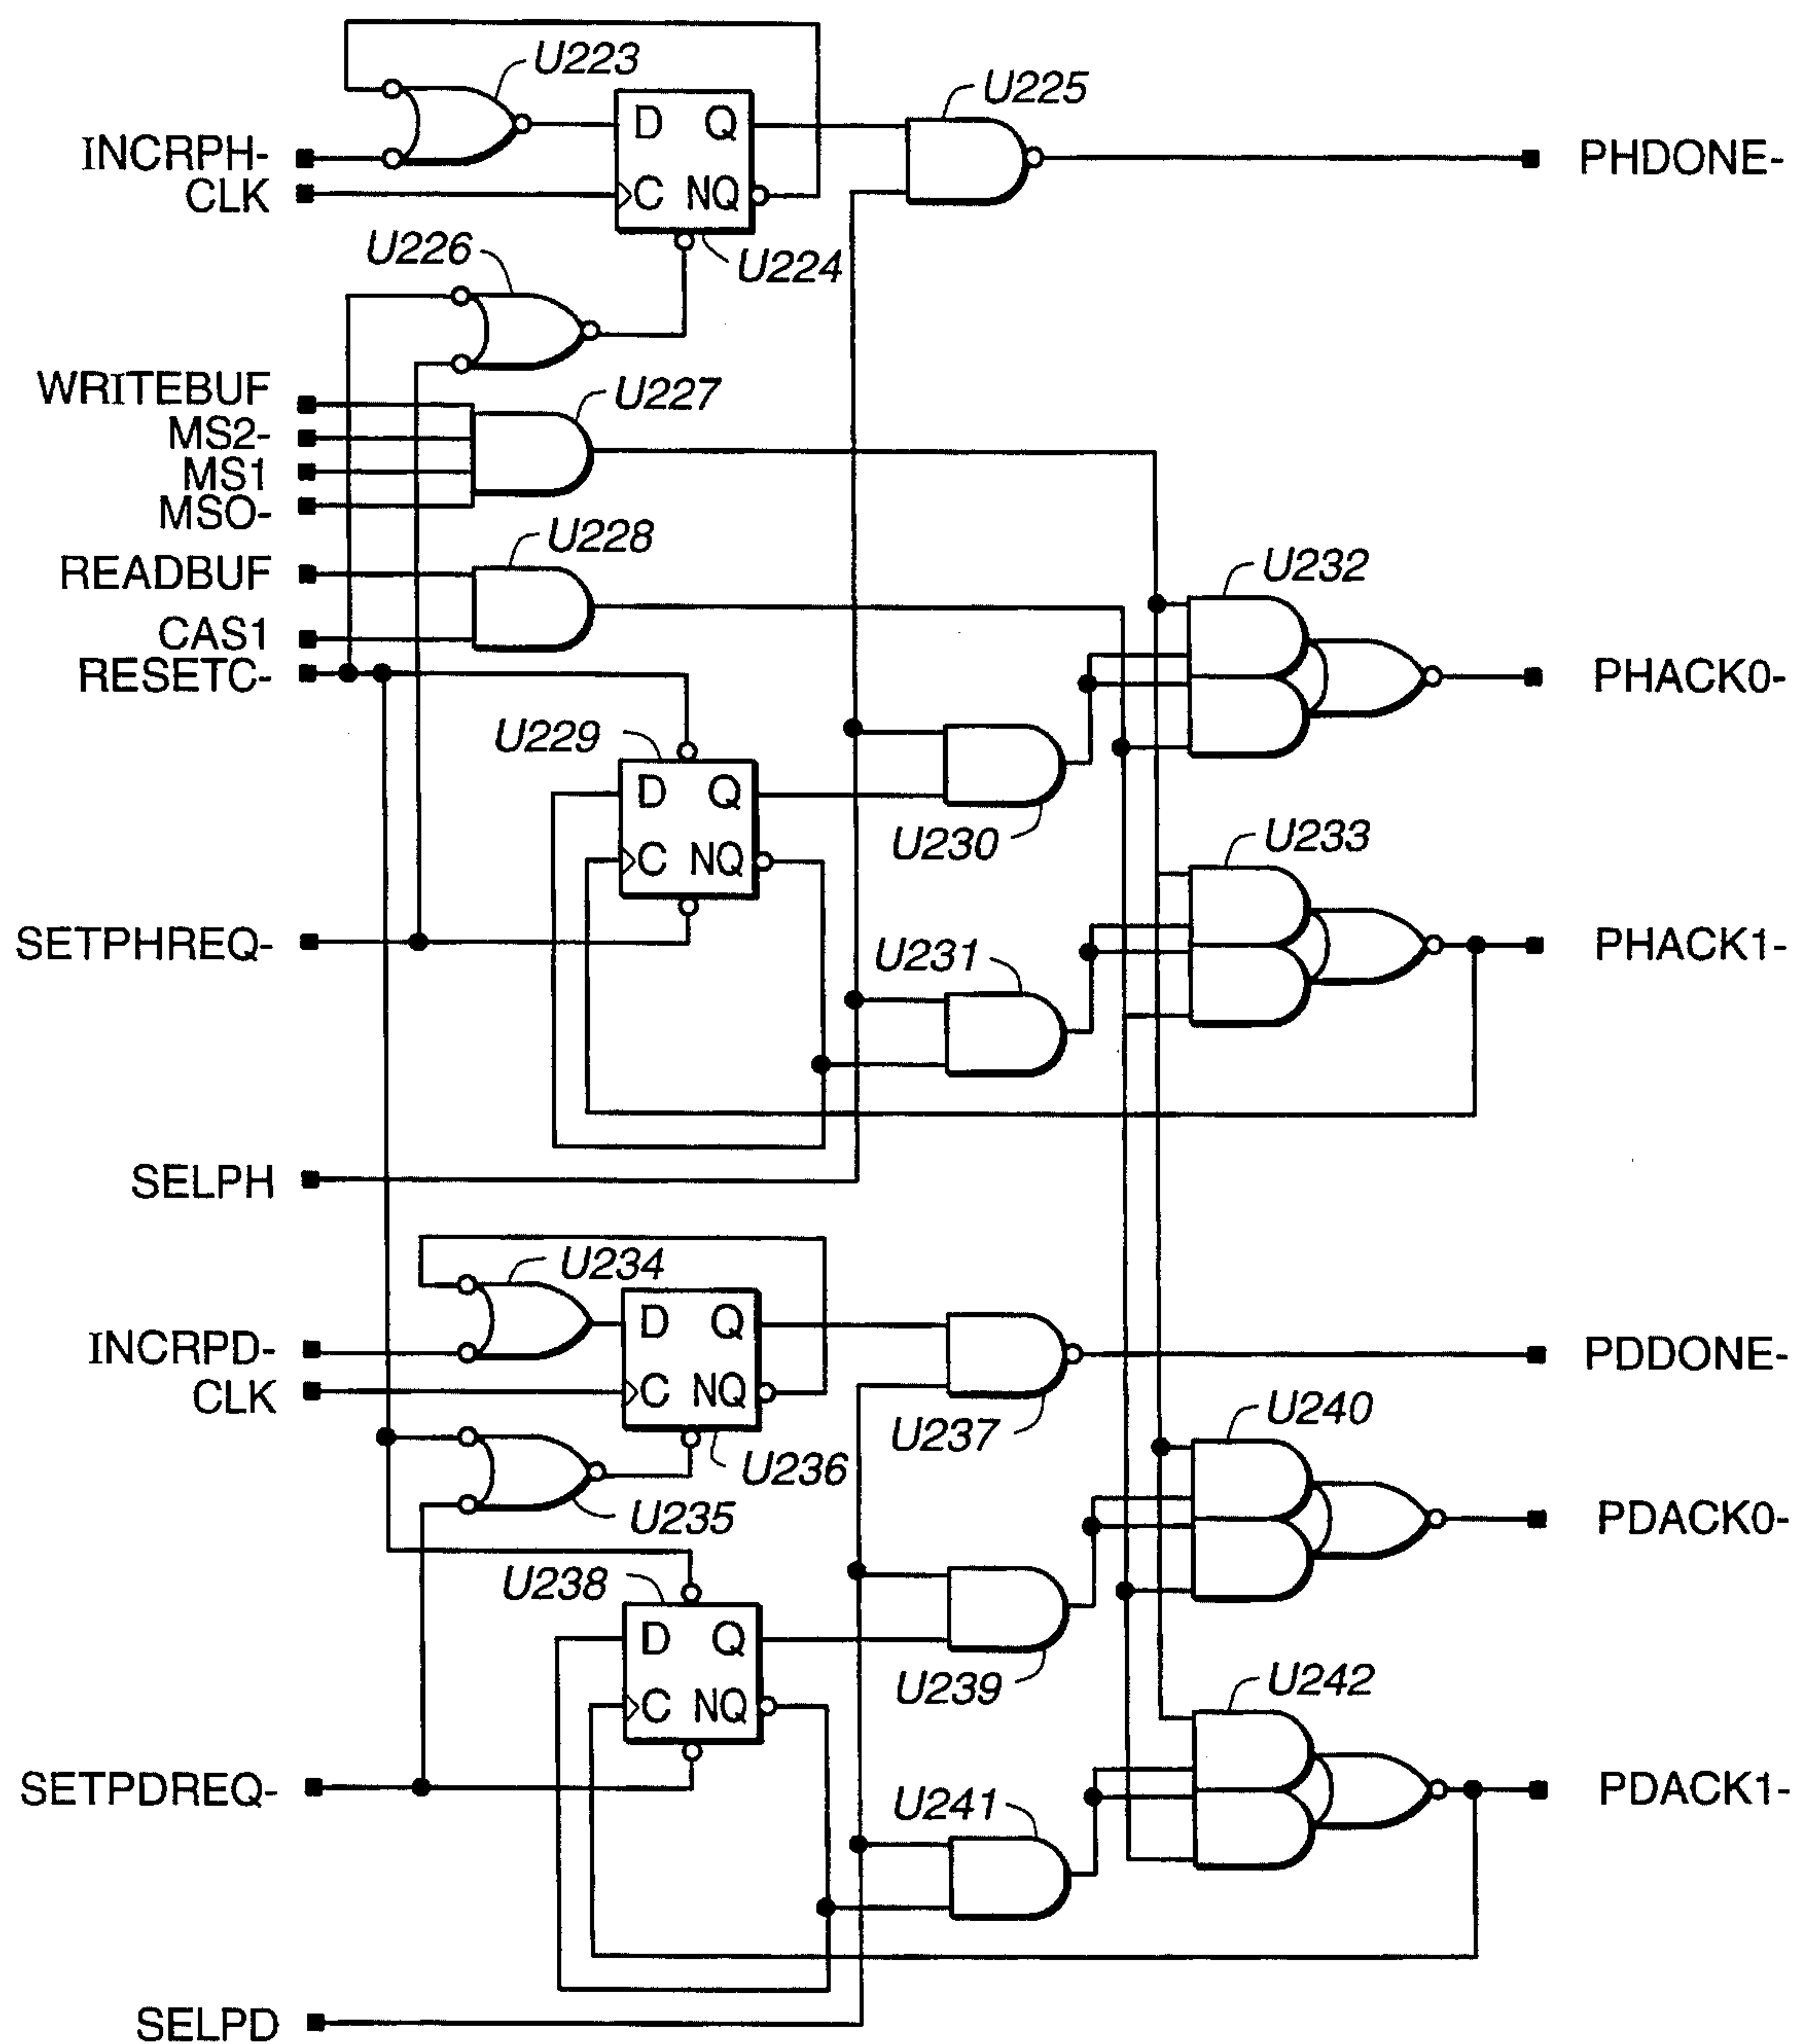 U223
U225
D Q
INCRPH-
PHDONE-
CLK
C NQ
U226
U224
WRITEBUF
U227
MS2-
MS1
MSO-
U228
READBUF
U232
CAS1
RESETC-
PHACK0-
U229
D Q
U230
U233
C NQ
SETPHREQ-
U231
PHACK1-
SELPH
U234
D Q
INCRPD-
PDDONE-
CLK
C NQ
U240
U237
U236
U235
PDACK0-
U238
D Q
U239
U242
C NQ
SETPDREQ-
U241
PDACK1-
SELPD